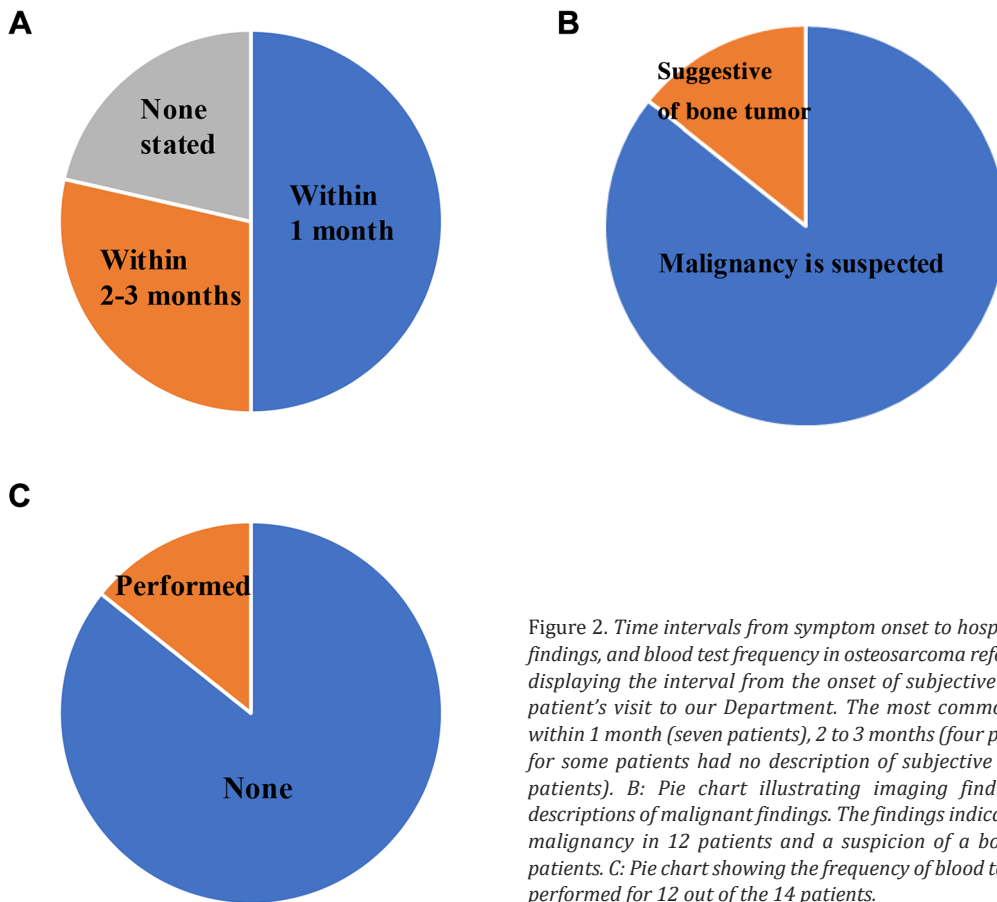 A
None
stated
Within
1 month
Within
2-3 months
B
Suggestive
of bone tumor
Malignancy is suspected
C
Performed
None
Figure 2. Time intervals from symptom onset to hosp
findings, and blood test frequency in osteosarcoma refe
displaying the interval from the onset of subjective
patient's visit to our Department. The most commo
within 1 month (seven patients), 2 to 3 months (four p
for some patients had no description of subjective
patients). B: Pie chart illustrating imaging find
descriptions of malignant findings. The findings indica
malignancy in 12 patients and a suspicion of a bo
patients. C: Pie chart showing the frequency of blood te
performed for 12 out of the 14 patients.